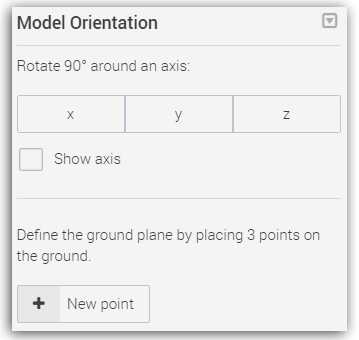 Model Orientation
Rotate 90° around an axis:
x y z
Show axis
Define the ground plane by placing 3 points on
the ground.
New point